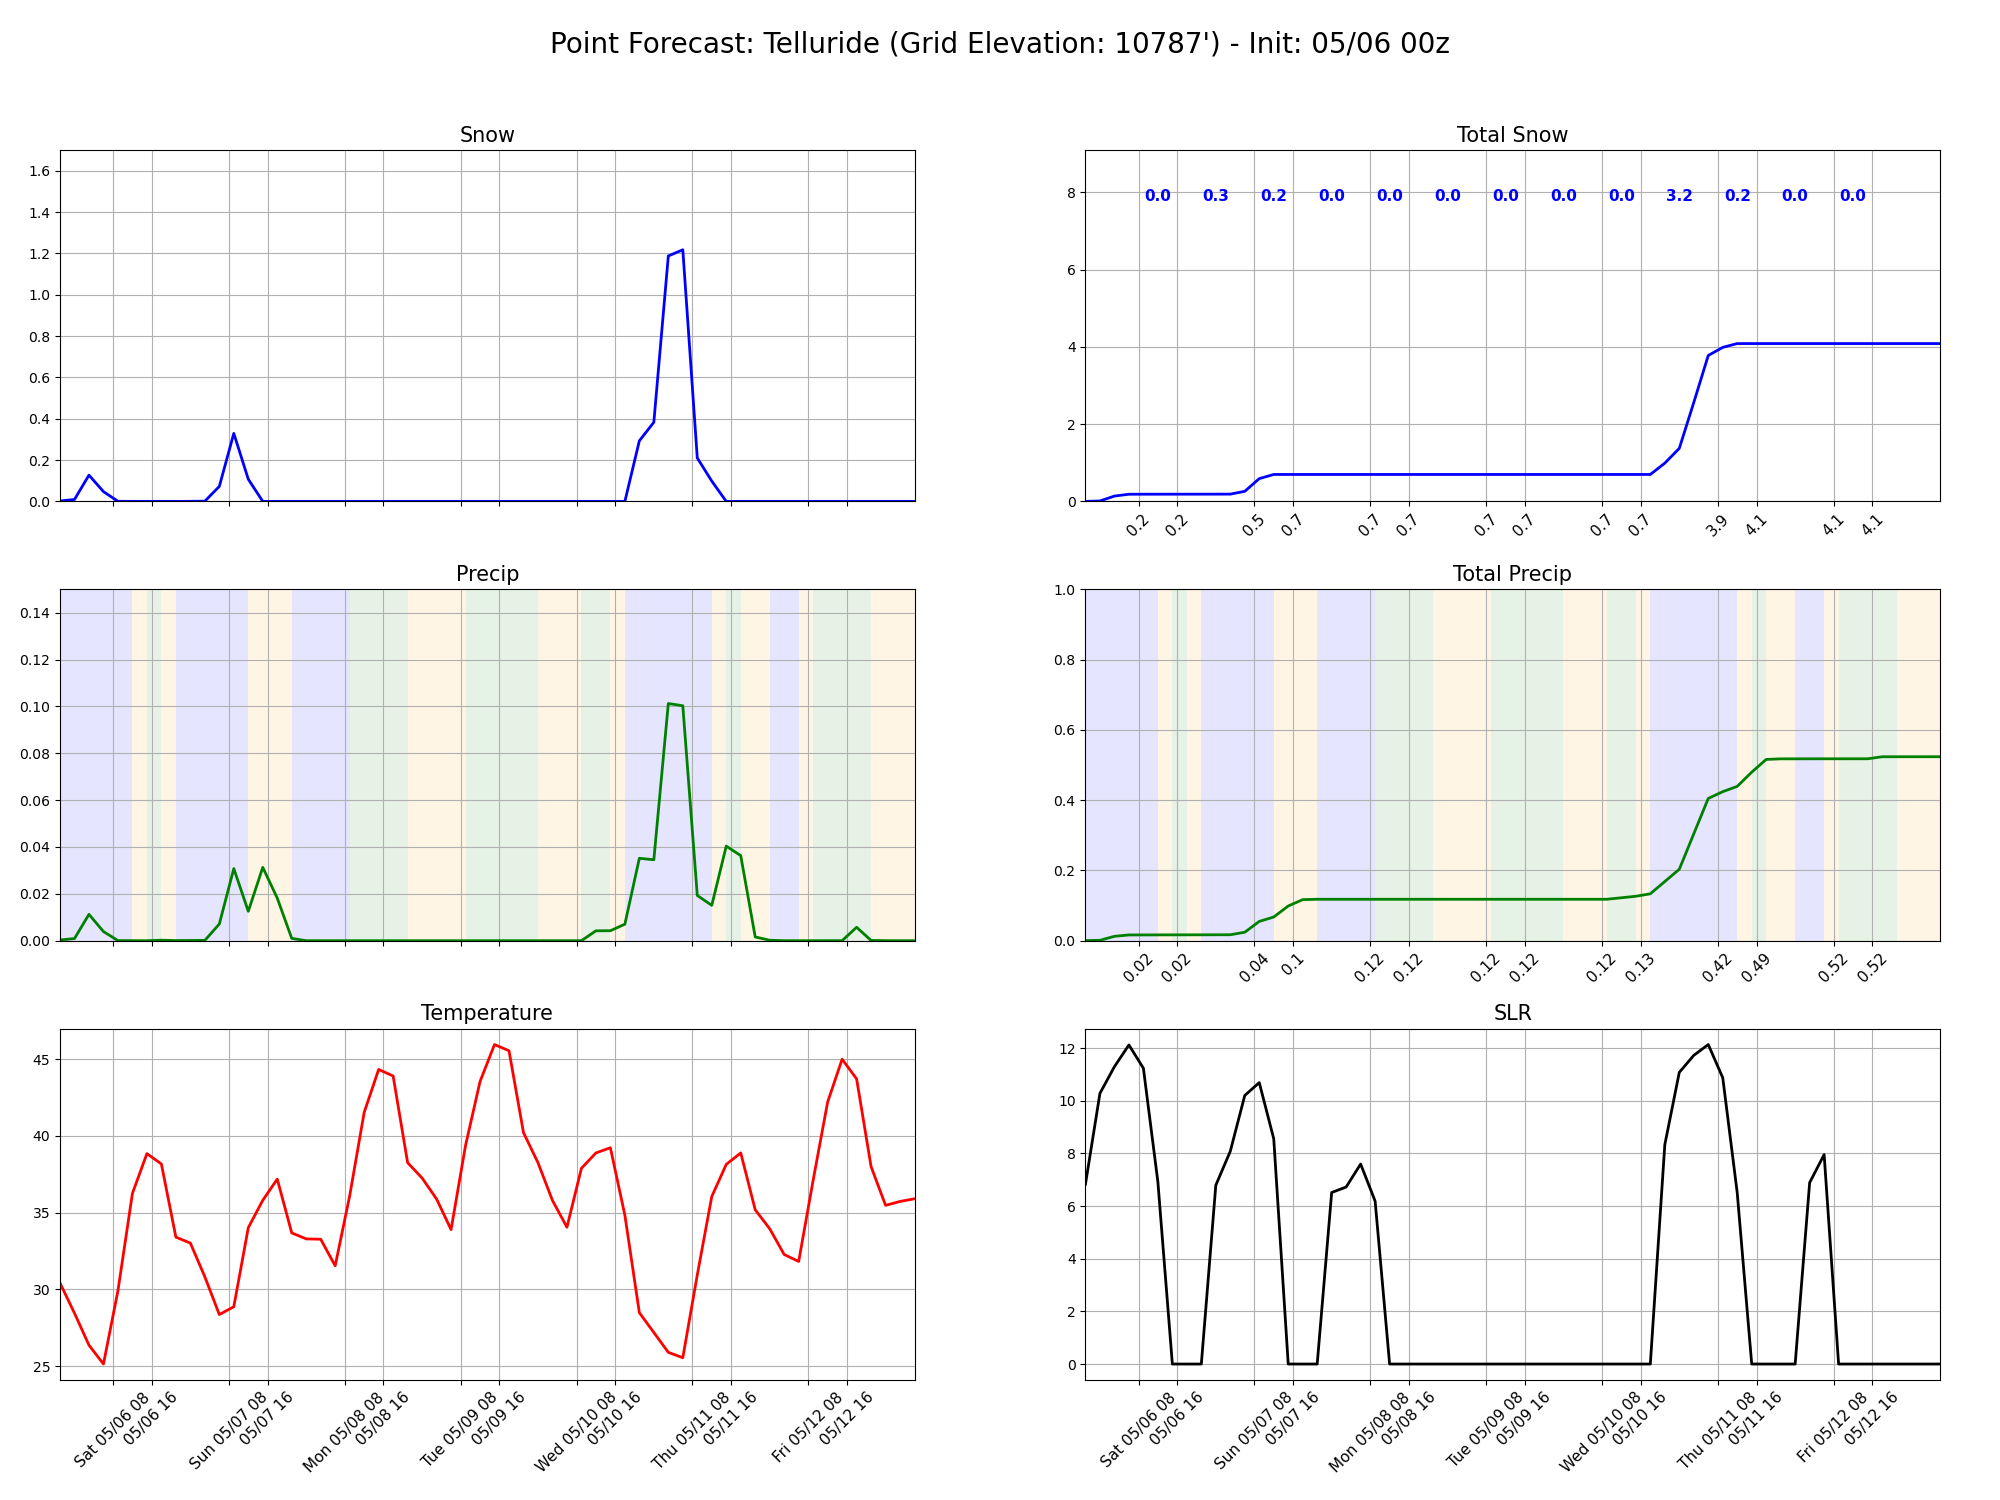 Point Forecast: Telluride (Grid Elevation: 10787') - Init: 05/06 00z
Snow
1.6
1.4
1.2
1.0
0.8
0.6
0.4
0.2
0.0
Total Snow
8
6
4
2
0
0.0 0.3 0.2 0.0 0.0 0.0 0.0 0.0 0.0 3.2 0.2 0.0 0.0
0.2 0.2 0.5 0.7 0.7 0.7 0.7 0.7 0.7 0.7 3.9 4.1 4.1 4.1
Precip
0.14
0.12
0.10
0.08
0.06
0.04
0.02
0.00
Total Precip
1.0
0.8
0.6
0.4
0.2
0.0
0.02 0.02 0.04 0.1 0.12 0.12 0.12 0.12 0.12 0.13 0.42 0.49 0.52 0.52
Temperature
45
40
35
30
25
Sat 05/06 08
05/06 16
Sun 05/07 08
05/07 16
Mon 05/08 08
05/08 16
Tue 05/09 08
05/09 16
Wed 05/10 08
05/10 16
Thu 05/11 08
05/11 16
Fri 05/12 08
05/12 16
SLR
12
10
8
6
4
2
0
Sat 05/06 08
05/06 16
Sun 05/07 08
05/07 16
Mon 05/08 08
05/08 16
Tue 05/09 08
05/09 16
Wed 05/10 08
05/10 16
Thu 05/11 08
05/11 16
Fri 05/12 08
05/12 16